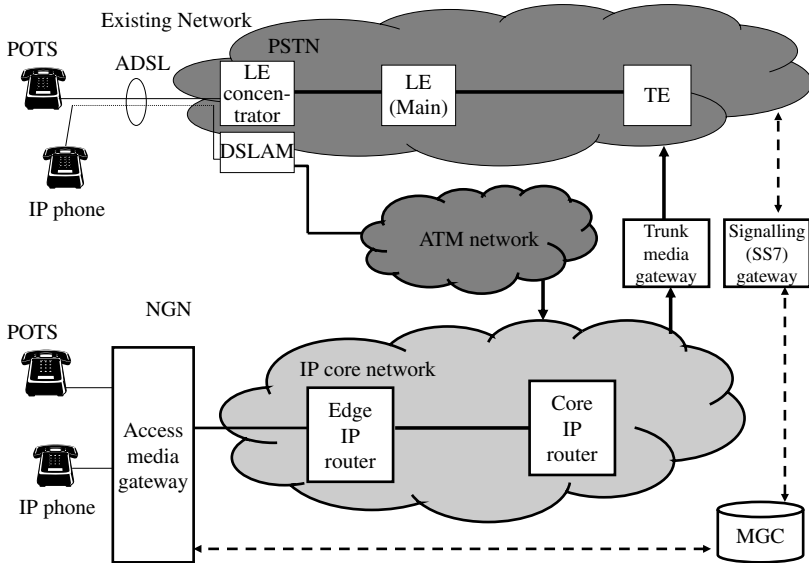 Existing Network
POTS
ADSL
PSTN
LE
concen-
trator
LE
(Main)
TE
DSLAM
IP phone
ATM network
Trunk
media
gateway
Signalling
(SS7)
gateway
NGN
POTS
IP core network
Access
media
gateway
Edge
IP
router
Core
IP
router
IP phone
MGC